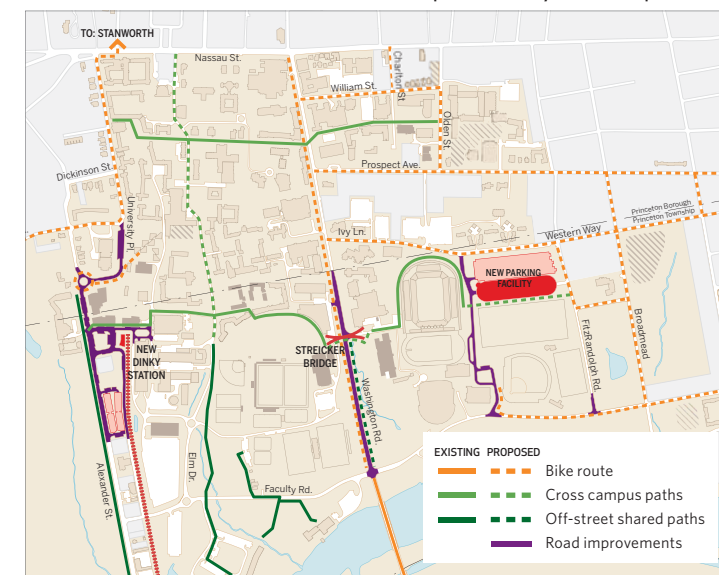 TO: STANWORTH
Nassau St.
Charlton St.
William St.
Olden St.
Prospect Ave.
Dickinson St.
University Pl.
Ivy Ln.
Western Way
Princeton Borough
Princeton Township
NEW PARKING
FACILITY
NEW
DINKY
STATION
STREICKER
BRIDGE
FitzRandolph Rd.
Broadmead
Washington Rd.
Elm Dr.
Alexander St.
Faculty Rd.
EXISTING PROPOSED
Bike route
Cross campus paths
Off-street shared paths
Road improvements